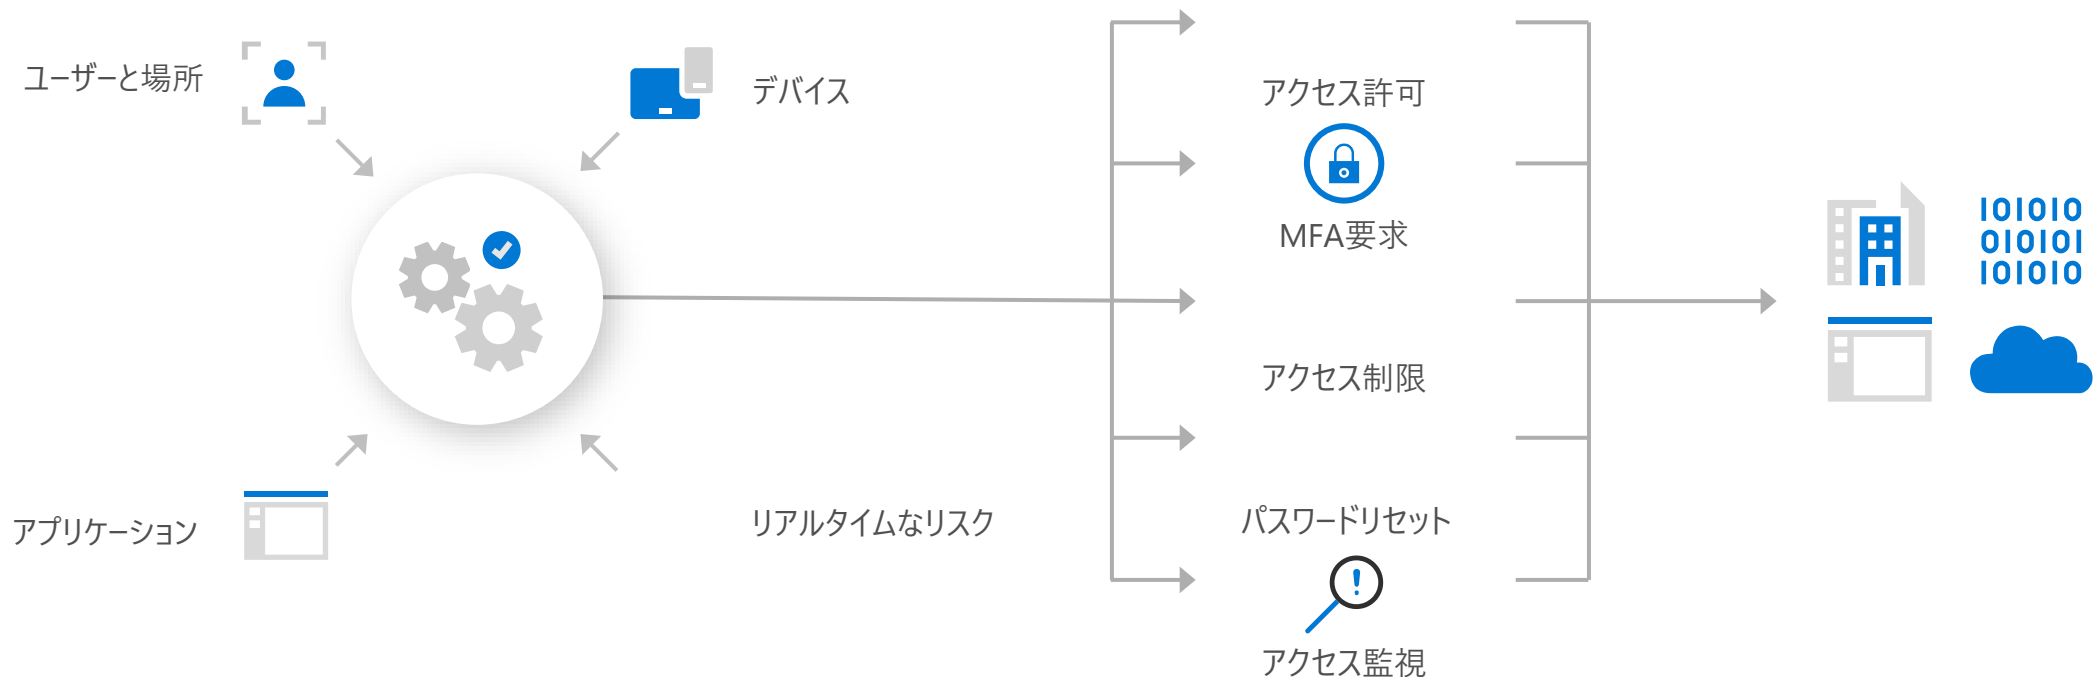 ユーザーと場所
デバイス
アプリケーション
リアルタイムなリスク
アクセス許可
MFA要求
アクセス制限
パスワードリセット
アクセス監視
101010
010101
101010